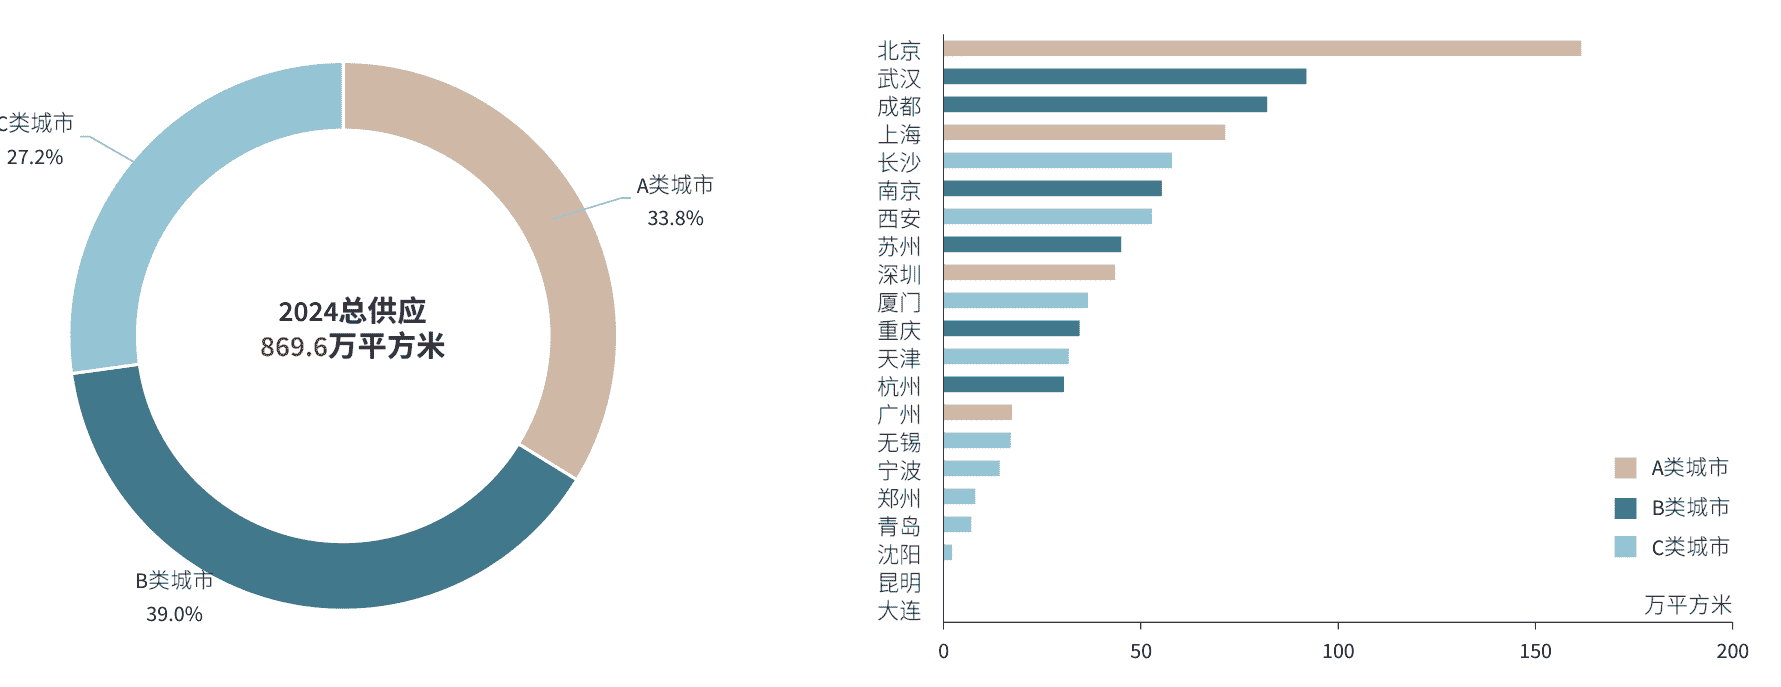 C类城市
27.2%
A类城市
33.8%
2024总供应
869.6万平方米
B类城市
39.0%
北京
武汉
成都
上海
长沙
南京
西安
苏州
深圳
厦门
重庆
天津
杭州
广州
无锡
宁波
郑州
青岛
沈阳
昆明
大连
A类城市
B类城市
C类城市
万平方米
0 50 100 150 200